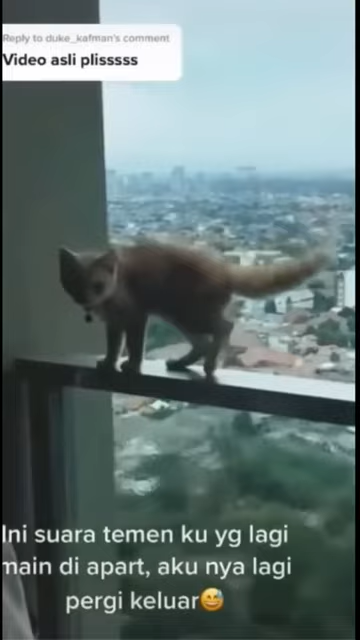 Reply to duke_kafman's comment
Video asli plisssss
Ini suara temen ku yg lagi
main di apart, aku nya lagi
pergi keluar😅